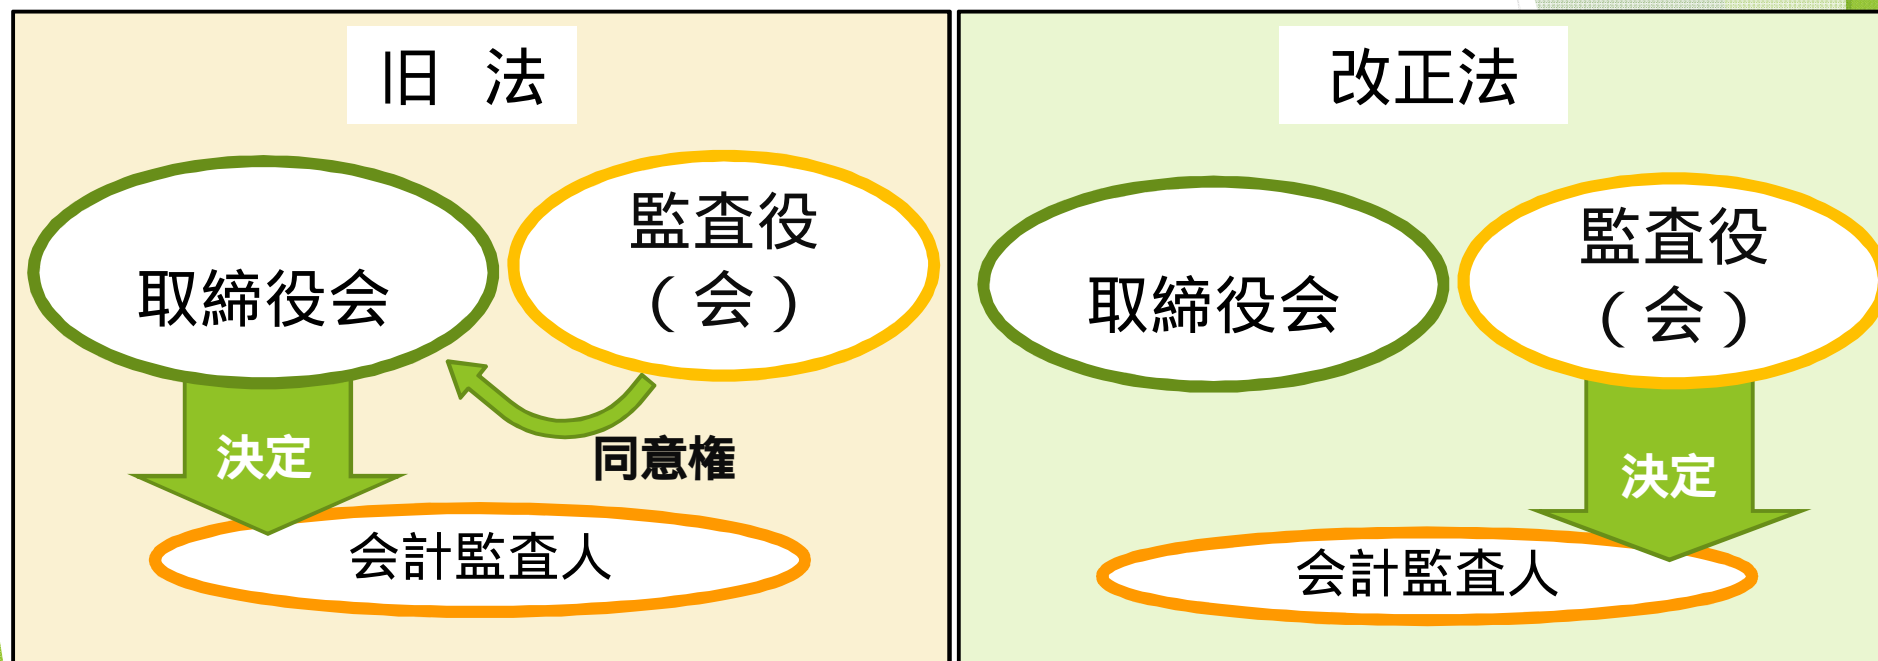 旧 法
取締役会
監査役
（会）
決定
同意権
会計監査人
改正法
取締役会
監査役
（会）
決定
会計監査人